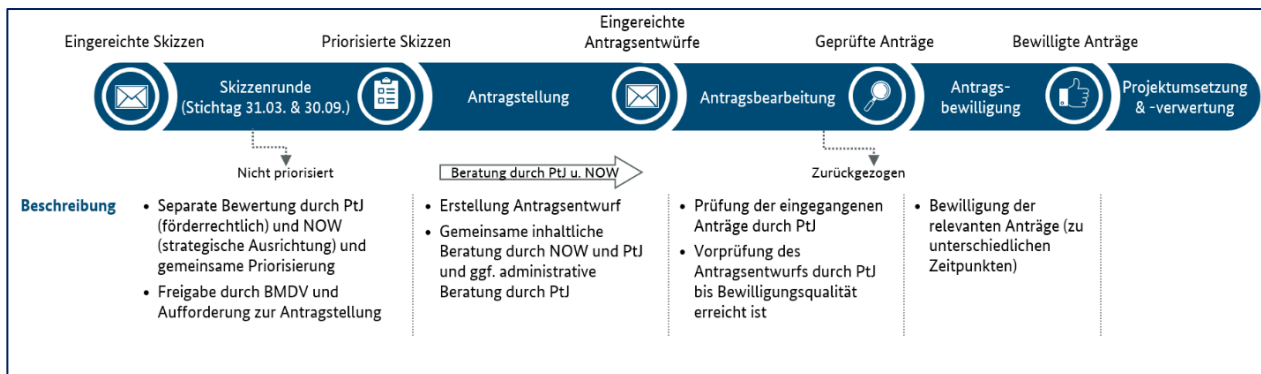 Eingereichte Skizzen
Priorisierte Skizzen
Eingereichte
Antragsentwürfe
Geprüfte Anträge
Bewilligte Anträge
Skizzenrunde
(Stichtag 31.03. & 30.09.)
Antragstellung
Antragsbearbeitung
Antrags-
bewilligung
Projektumsetzung
& -verwertung
Nicht priorisiert
Beratung durch PtJ u. NOW
Zurückgezogen
Beschreibung
• Separate Bewertung durch PtJ
(förderrechtlich) und NOW
(strategische Ausrichtung) und
gemeinsame Priorisierung
• Freigabe durch BMDV und
Aufforderung zur Antragstellung
• Erstellung Antragsentwurf
• Gemeinsame inhaltliche
Beratung durch NOW und PtJ
und ggf. administrative
Beratung durch PtJ
• Prüfung der eingegangenen
Anträge durch PtJ
• Vorprüfung des
Antragsentwurfs durch PtJ
bis Bewilligungsqualität
erreicht ist
• Bewilligung der
relevanten Anträge (zu
unterschiedlichen
Zeitpunkten)